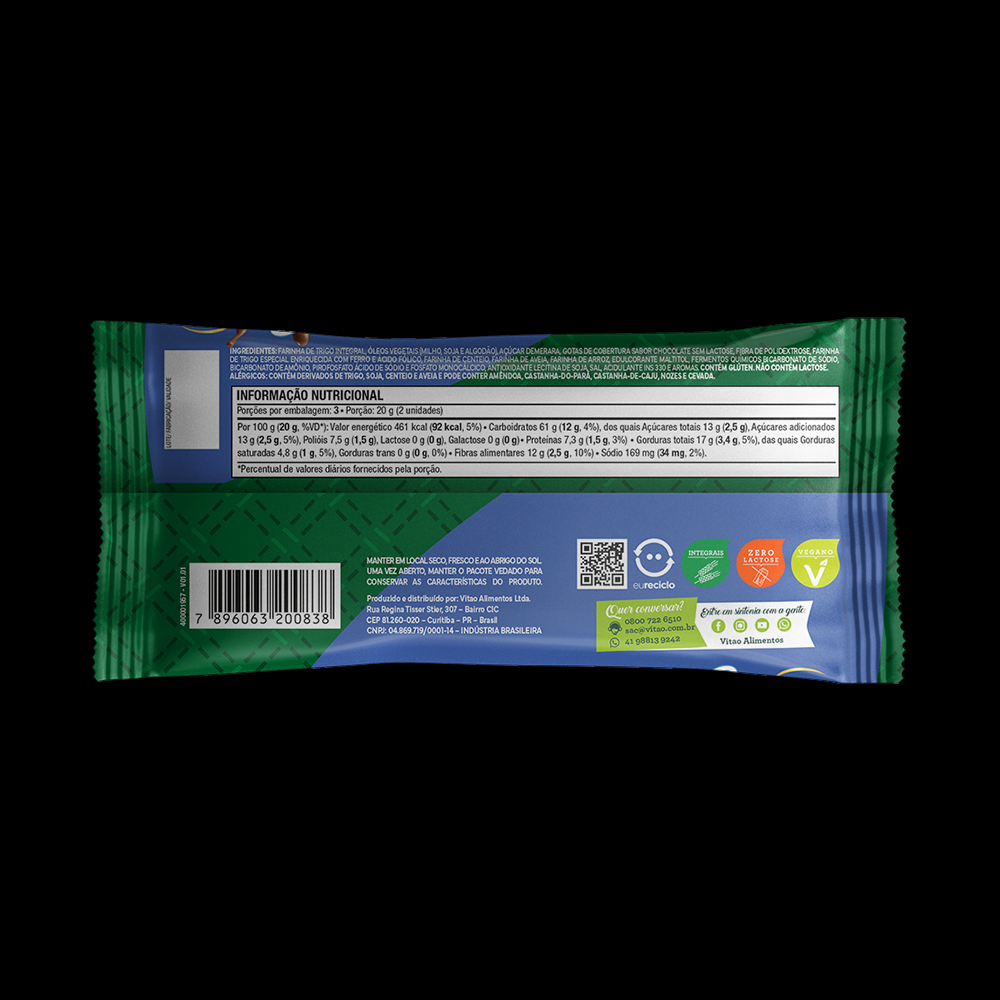 INGREDIENTES: FARINHA DE TRIGO INTEGRAL, ÓLEOS VEGETAIS (MILHO, SOJA E ALGODÃO), AÇÚCAR DEMERARA, GOTAS DE COBERTURA SABOR CHOCOLATE SEM LACTOSE, FIBRA DE POLIDEXTROSE, FARINHA
DE TRIGO ESPECIAL ENRIQUECIDA COM FERRO E ÁCIDO FÓLICO, FARINHA DE CENTEIO, FARINHA DE AVEIA, FARINHA DE ARROZ, EDULCORANTE MALTITOL, FERMENTOS QUÍMICOS BICARBONATO DE SÓDIO,
BICARBONATO DE AMÔNIO, PIROFOSFATO ÁCIDO DE SÓDIO E FOSFATO MONOCÁLCICO, ANTIOXIDANTE LECITINA DE SOJA, SAL, ACIDULANTE INS 330 E AROMAS. CONTÉM GLÚTEN. NÃO CONTÉM LACTOSE.
ALÉRGICOS: CONTÉM DERIVADOS DE TRIGO, SOJA, CENTEIO E AVEIA E PODE CONTER AMÊNDOA, CASTANHA-DO-PARÁ, CASTANHA-DE-CAJU, NOZES E CEVADA.
LOTE/ FABRICAÇÃO/ VALIDADE
INFORMAÇÃO NUTRICIONAL
Porções por embalagem: 3 • Porção: 20 g (2 unidades)
Por 100 g (20 g, %VD*): Valor energético 461 kcal (92 kcal, 5%) • Carboidratos 61 g (12 g, 4%), dos quais Açúcares totais 13 g (2,5 g), Açúcares adicionados
13 g (2,5 g, 5%), Polióis 7,5 g (1,5 g), Lactose 0 g (0 g), Galactose 0 g (0 g) • Proteínas 7,3 g (1,5 g, 3%) • Gorduras totais 17 g (3,4 g, 5%), das quais Gorduras
saturadas 4,8 g (1 g, 5%), Gorduras trans 0 g (0 g, 0%) • Fibras alimentares 12 g (2,5 g, 10%) • Sódio 169 mg (34 mg, 2%).
*Percentual de valores diários fornecidos pela porção.
400001957 - V01.01
7 896063 200838
MANTER EM LOCAL SECO, FRESCO E AO ABRIGO DO SOL.
UMA VEZ ABERTO, MANTER O PACOTE VEDADO PARA
CONSERVAR AS CARACTERÍSTICAS DO PRODUTO.
Produzido e distribuído por: Vitao Alimentos Ltda.
Rua Regina Tisser Stier, 307 – Bairro CIC
CEP 81.260-020 – Curitiba – PR – Brasil
CNPJ: 04.869.719/0001-14 – INDÚSTRIA BRASILEIRA
eureciclo
INTEGRAIS
ZERO
LACTOSE
VEGANO
V
Quer conversar?
0800 722 6510
sac@vitao.com.br
41 98813 9242
Entre em sintonia com a gente:
Vitao Alimentos